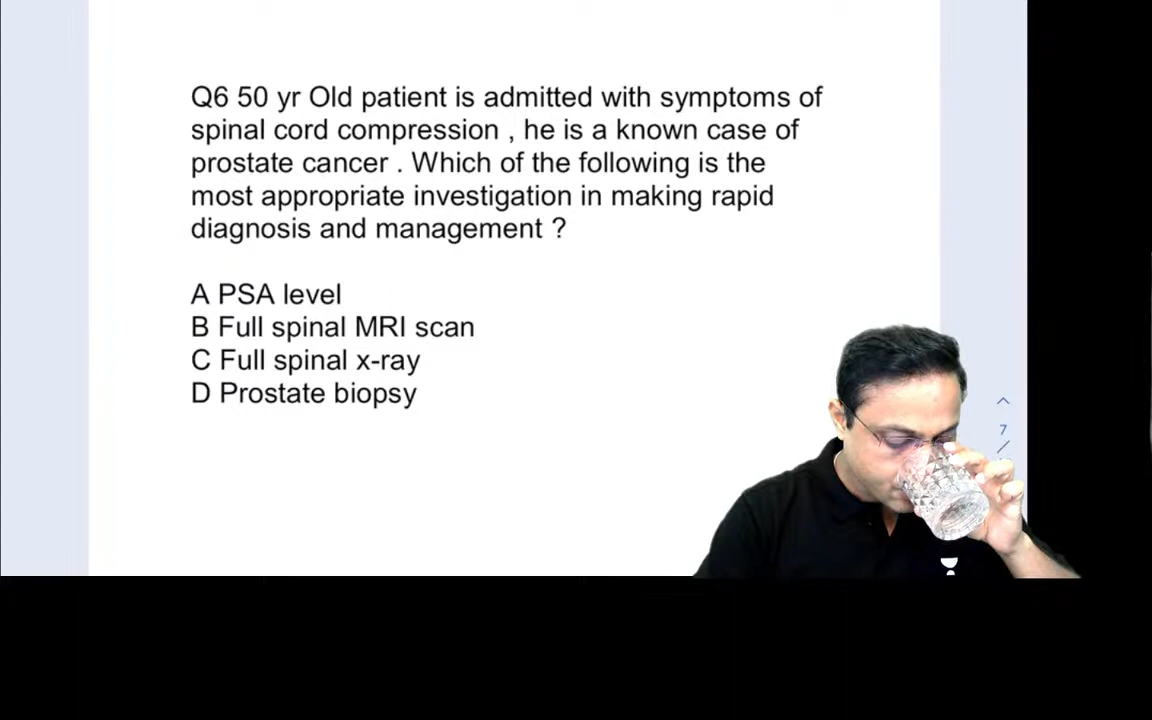 Q6 50 yr Old patient is admitted with symptoms of
spinal cord compression , he is a known case of
prostate cancer . Which of the following is the
most appropriate investigation in making rapid
diagnosis and management ?
A PSA level
B Full spinal MRI scan
C Full spinal x-ray
D Prostate biopsy
7
/